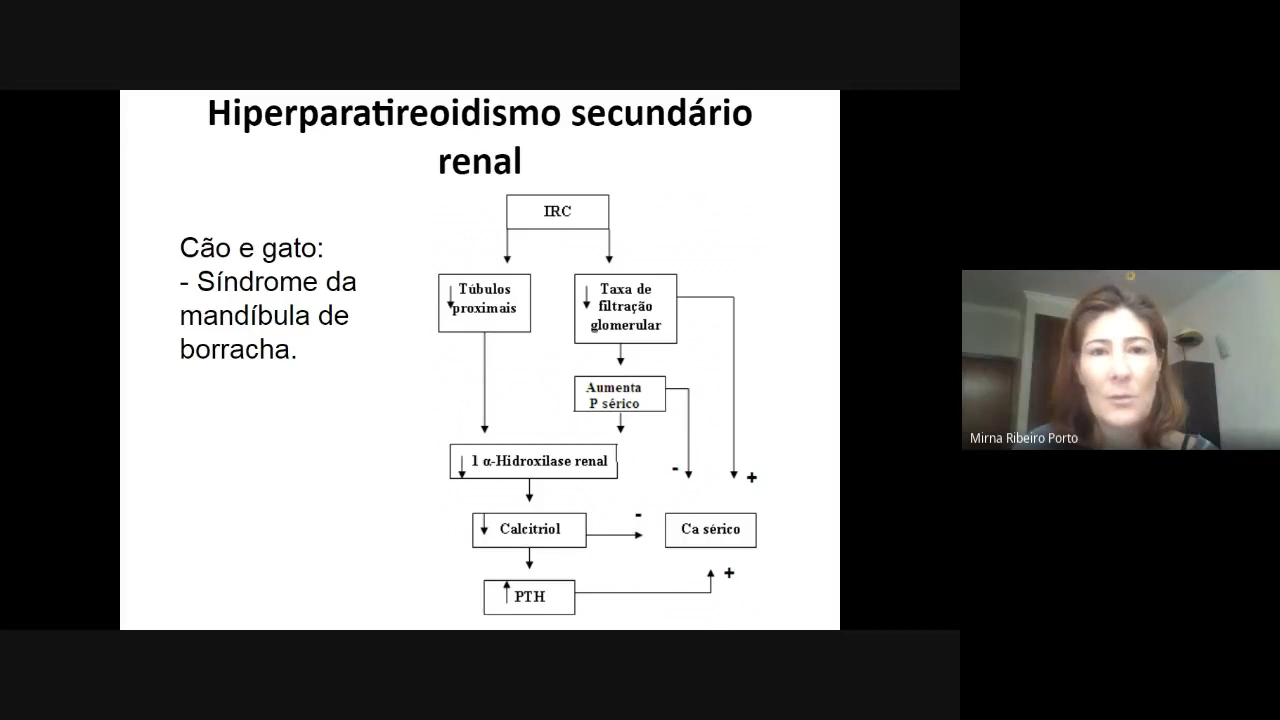 Hiperparatireoidismo secundário
renal
Cão e gato:
- Síndrome da
mandíbula de
borracha.
IRC
Túbulos
proximais
Taxa de
filtração
glomerular
Aumenta
P sérico
1 α-Hidroxilase renal
-
+
Calcitriol
-
Ca sérico
PTH
+
Mirna Ribeiro Porto